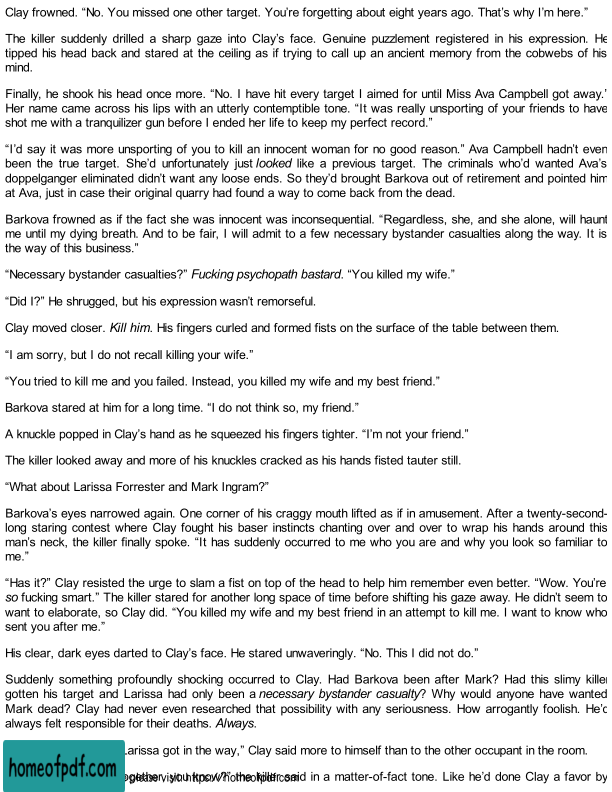 Clay frowned. “No. You missed one other target. You’re forgetting about eight years ago. That’s why I’m here.”
The killer suddenly drilled a sharp gaze into Clay’s face. Genuine puzzlement registered in his expression. He
tipped his head back and stared at the ceiling as if trying to call up an ancient memory from the cobwebs of his
mind.
Finally, he shook his head once more. “No. I have hit every target I aimed for until Miss Ava Campbell got away.”
Her name came across his lips with an utterly contemptible tone. “It was really unsporting of your friends to have
shot me with a tranquilizer gun before I ended her life to keep my perfect record.”
“I’d say it was more unsporting of you to kill an innocent woman for no good reason.” Ava Campbell hadn’t even
been the true target. She’d unfortunately just looked like a previous target. The criminals who’d wanted Ava’s
doppelganger eliminated didn’t want any loose ends. So they’d brought Barkova out of retirement and pointed him
at Ava, just in case their original quarry had found a way to come back from the dead.
Barkova frowned as if the fact she was innocent was inconsequential. “Regardless, she, and she alone, will haunt
me until my dying breath. And to be fair, I will admit to a few necessary bystander casualties along the way. It is
the way of this business.”
“Necessary bystander casualties?” Fucking psychopath bastard. “You killed my wife.”
“Did I?” He shrugged, but his expression wasn’t remorseful.
Clay moved closer. Kill him. His fingers curled and formed fists on the surface of the table between them.
“I am sorry, but I do not recall killing your wife.”
“You tried to kill me and you failed. Instead, you killed my wife and my best friend.”
Barkova stared at him for a long time. “I do not think so, my friend.”
A knuckle popped in Clay’s hand as he squeezed his fingers tighter. “I’m not your friend.”
The killer looked away and more of his knuckles cracked as his hands fisted tauter still.
“What about Larissa Forrester and Mark Ingram?”
Barkova’s eyes narrowed again. One corner of his craggy mouth lifted as if in amusement. After a twenty-second-
long staring contest where Clay fought his baser instincts chanting over and over to wrap his hands around this
man’s neck, the killer finally spoke. “It has suddenly occurred to me who you are and why you look so familiar to
me.”
“Has it?” Clay resisted the urge to slam a fist on top of the head to help him remember even better. “Wow. You’re
so fucking smart.” The killer stared for another long space of time before shifting his gaze away. He didn’t seem to
want to elaborate, so Clay did. “You killed my wife and my best friend in an attempt to kill me. I want to know who
sent you after me.”
His clear, dark eyes darted to Clay’s face. He stared unwaveringly. “No. This I did not do.”
Suddenly something profoundly shocking occurred to Clay. Had Barkova been after Mark? Had this slimy killer
gotten his target and Larissa had only been a necessary bystander casualty? Why would anyone have wanted
Mark dead? Clay had never even researched that possibility with any seriousness. How arrogantly foolish. He’d
always felt responsible for their deaths. Always.
Larissa got in the way,” Clay said more to himself than to the other occupant in the room.
homeofpdf.com
together, you know?” the killer said in a matter-of-fact tone. Like he’d done Clay a favor by